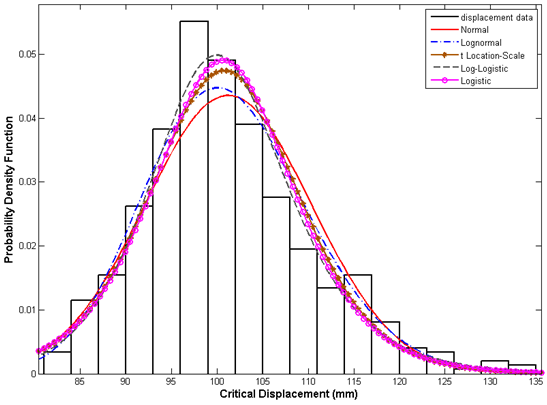 displacement data
Normal
Lognormal
t Location-Scale
Log-Logistic
Logistic
Probability Density Function
0.05
0.04
0.03
0.02
0.01
0
85 90 95 100 105 110 115 120 125 130 135
Critical Displacement (mm)